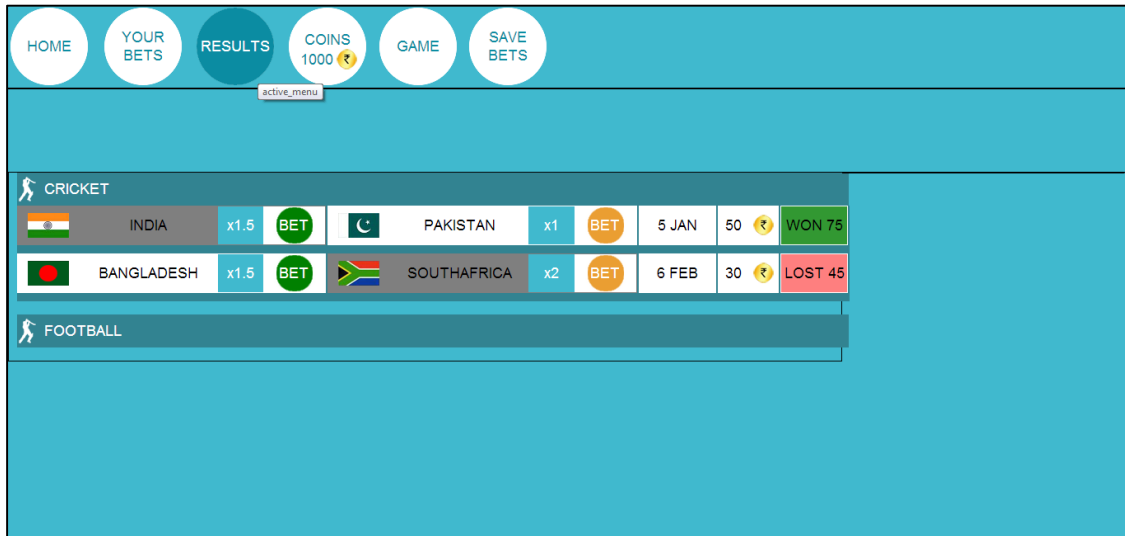 HOME
YOUR
BETS
RESULTS
COINS
1000 ₹
GAME
SAVE
BETS
active_menu
CRICKET
INDIA x1.5 BET PAKISTAN x1 BET 5 JAN 50 ₹ WON 75
BANGLADESH x1.5 BET SOUTHAFRICA x2 BET 6 FEB 30 ₹ LOST 45
FOOTBALL